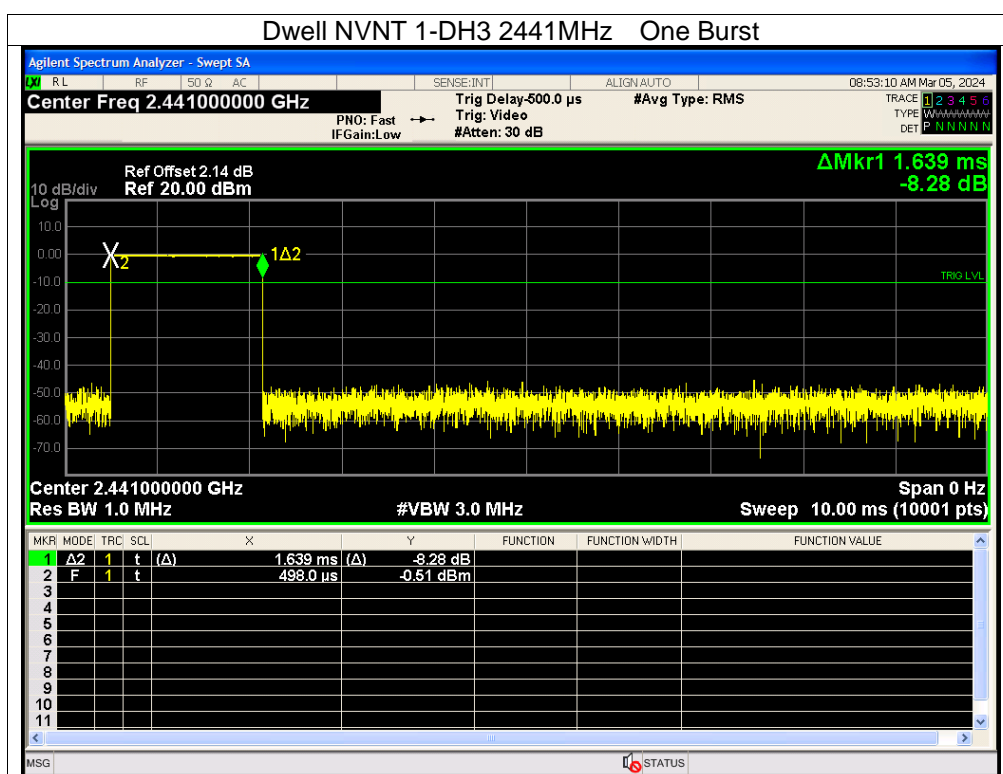 Dwell NVNT 1-DH3 2441MHz One Burst
Agilent Spectrum Analyzer - Swept SA
LXI RL RF 50 Ω AC SENSE:INT ALIGN AUTO 08:53:10 AM Mar 05, 2024
Center Freq 2.441000000 GHz Trig Delay-500.0 µs #Avg Type: RMS TRACE 1 2 3 4 5 6
PNO: Fast Trig: Video TYPE WWWWWW
IFGain:Low #Atten: 30 dB DET P N N N N N
ΔMkr1 1.639 ms
-8.28 dB
Ref Offset 2.14 dB
10 dB/div Ref 20.00 dBm
Log
10.0
0.00
2 1Δ2
-10.0 TRIG LVL
-20.0
-30.0
-40.0
-50.0
-60.0
-70.0
Center 2.441000000 GHz Span 0 Hz
Res BW 1.0 MHz #VBW 3.0 MHz Sweep 10.00 ms (10001 pts)
MKR MODE TRC SCL X Y FUNCTION FUNCTION WIDTH FUNCTION VALUE
1 Δ2 1 t (Δ) 1.639 ms (Δ) -8.28 dB
2 F 1 t 498.0 µs -0.51 dBm
3
4
5
6
7
8
9
10
11
MSG STATUS